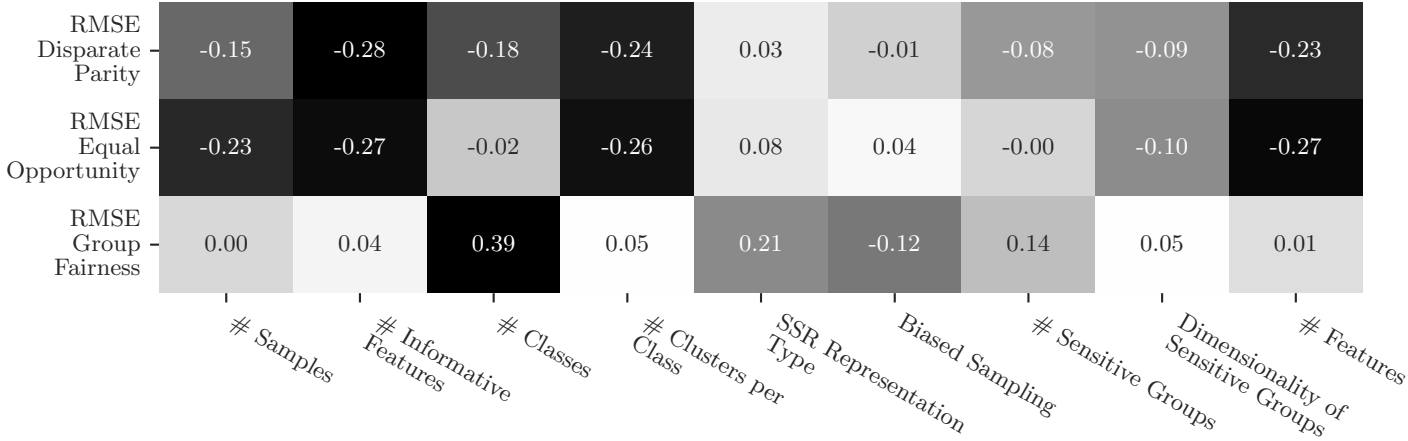 RMSE
Disparate
Parity
-0.15 -0.28 -0.18 -0.24 0.03 -0.01 -0.08 -0.09 -0.23
RMSE
Equal
Opportunity
-0.23 -0.27 -0.02 -0.26 0.08 0.04 -0.00 -0.10 -0.27
RMSE
Group
Fairness
0.00 0.04 0.39 0.05 0.21 -0.12 0.14 0.05 0.01
# Samples
# Informative
Features
# Classes
# Clusters per
Class
SSR Representation
Type
Biased Sampling
# Sensitive Groups
Dimensionality of
Sensitive Groups
# Features